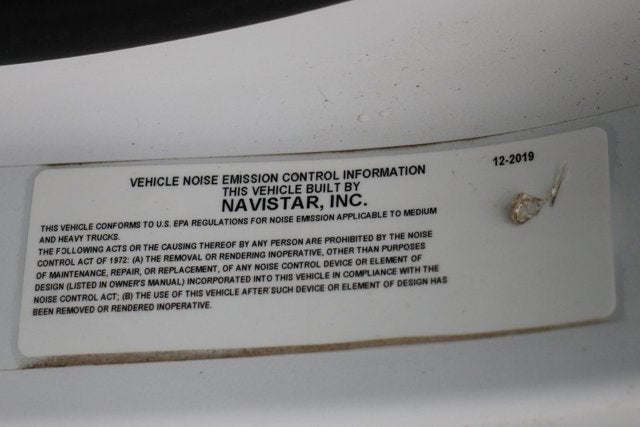 VEHICLE NOISE EMISSION CONTROL INFORMATION
12-2019
THIS VEHICLE BUILT BY
NAVISTAR, INC.
THIS VEHICLE CONFORMS TO U.S. EPA REGULATIONS FOR NOISE EMISSION APPLICABLE TO MEDIUM
AND HEAVY TRUCKS.
THE FOLLOWING ACTS OR THE CAUSING THEREOF BY ANY PERSON ARE PROHIBITED BY THE NOISE
CONTROL ACT OF 1972: (A) THE REMOVAL OR RENDERING INOPERATIVE, OTHER THAN PURPOSES
OF MAINTENANCE, REPAIR, OR REPLACEMENT, OF ANY NOISE CONTROL DEVICE OR ELEMENT OF
DESIGN (LISTED IN OWNER'S MANUAL) INCORPORATED INTO THIS VEHICLE IN COMPLIANCE WITH THE
NOISE CONTROL ACT; (B) THE USE OF THIS VEHICLE AFTER SUCH DEVICE OR ELEMENT OF DESIGN HAS
BEEN REMOVED OR RENDERED INOPERATIVE.